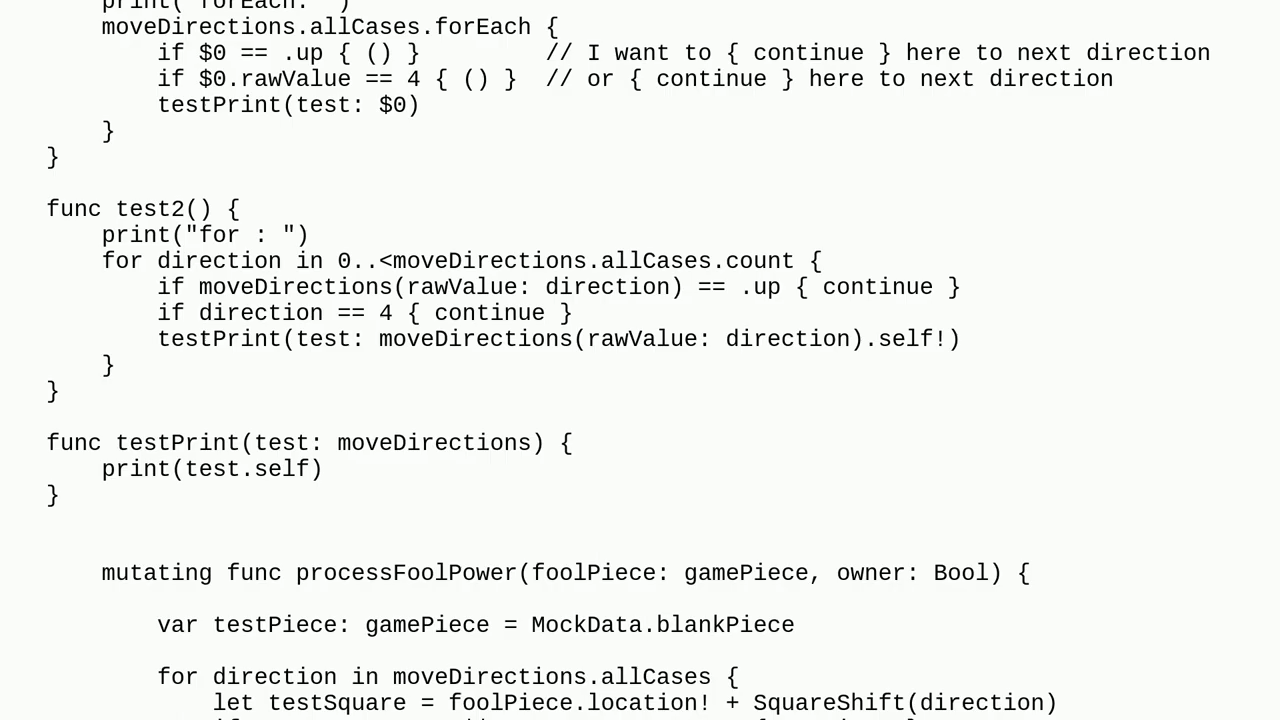 print("forEach: ")
moveDirections.allCases.forEach {
if $0 == .up { () }         // I want to { continue } here to next direction
if $0.rawValue == 4 { () }  // or { continue } here to next direction
testPrint(test: $0)
}
}
func test2() {
print("for : ")
for direction in 0..<moveDirections.allCases.count {
if moveDirections(rawValue: direction) == .up { continue }
if direction == 4 { continue }
testPrint(test: moveDirections(rawValue: direction).self!)
}
}
func testPrint(test: moveDirections) {
print(test.self)
}
mutating func processFoolPower(foolPiece: gamePiece, owner: Bool) {
var testPiece: gamePiece = MockData.blankPiece
for direction in moveDirections.allCases {
let testSquare = foolPiece.location! + SquareShift(direction)